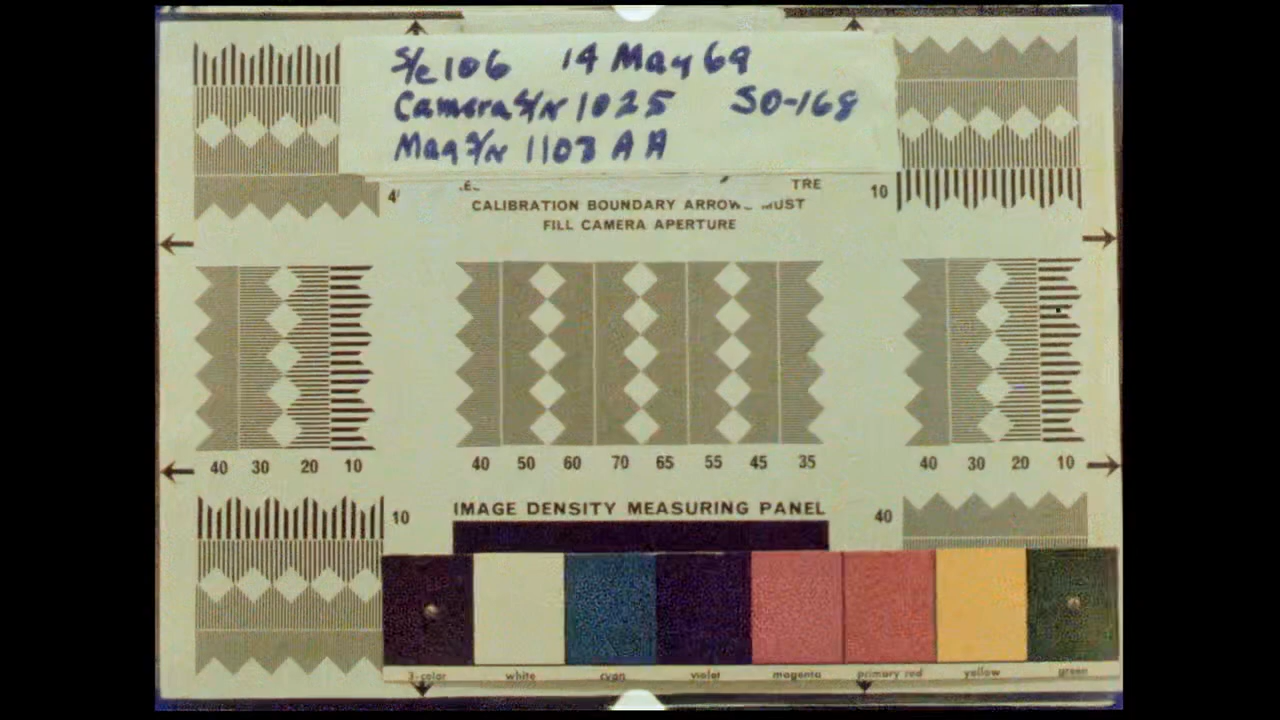 S/C 106 14 May 69
Camera S/N 1025 SO-168
Mag S/N 1103 A A
TRE
10
CALIBRATION BOUNDARY ARROWS MUST
FILL CAMERA APERTURE
40 30 20 10
40 50 60 70 65 55 45 35
40 30 20 10
10
IMAGE DENSITY MEASURING PANEL
40
3-color white cyan violet magenta primary red yellow green